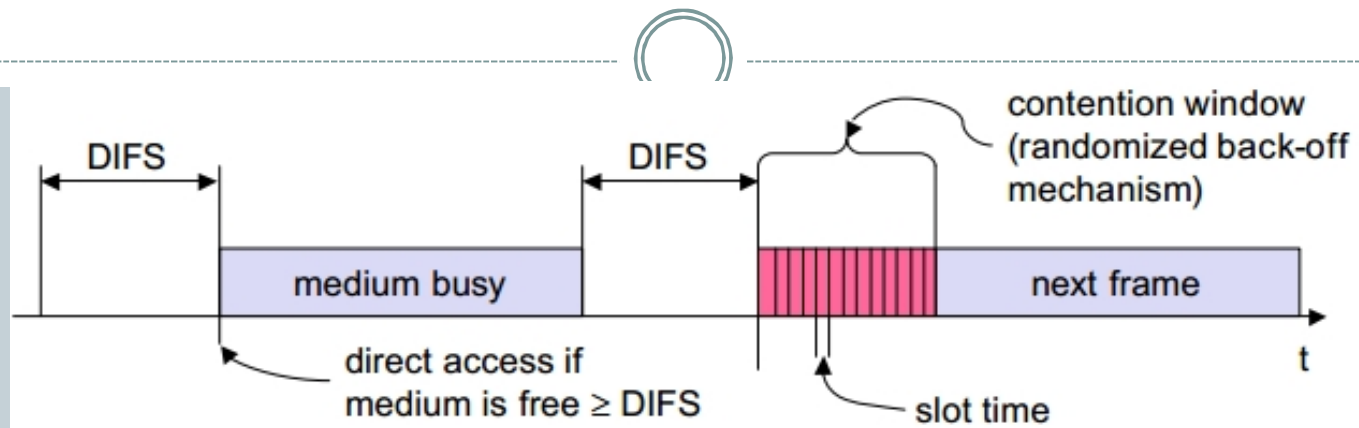 DIFS
DIFS
contention window
(randomized back-off
mechanism)
medium busy
next frame
direct access if
medium is free ≥ DIFS
slot time
t